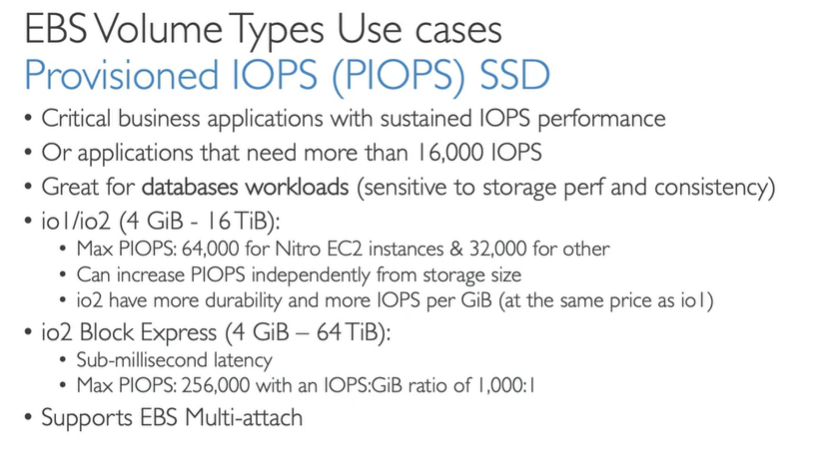 EBS Volume Types Use cases
Provisioned IOPS (PIOPS) SSD
• Critical business applications with sustained IOPS performance
• Or applications that need more than 16,000 IOPS
• Great for databases workloads (sensitive to storage perf and consistency)
• io1/io2 (4 GiB - 16 TiB):
• Max PIOPS: 64,000 for Nitro EC2 instances & 32,000 for other
• Can increase PIOPS independently from storage size
• io2 have more durability and more IOPS per GiB (at the same price as io1)
• io2 Block Express (4 GiB – 64 TiB):
• Sub-millisecond latency
• Max PIOPS: 256,000 with an IOPS:GiB ratio of 1,000:1
• Supports EBS Multi-attach